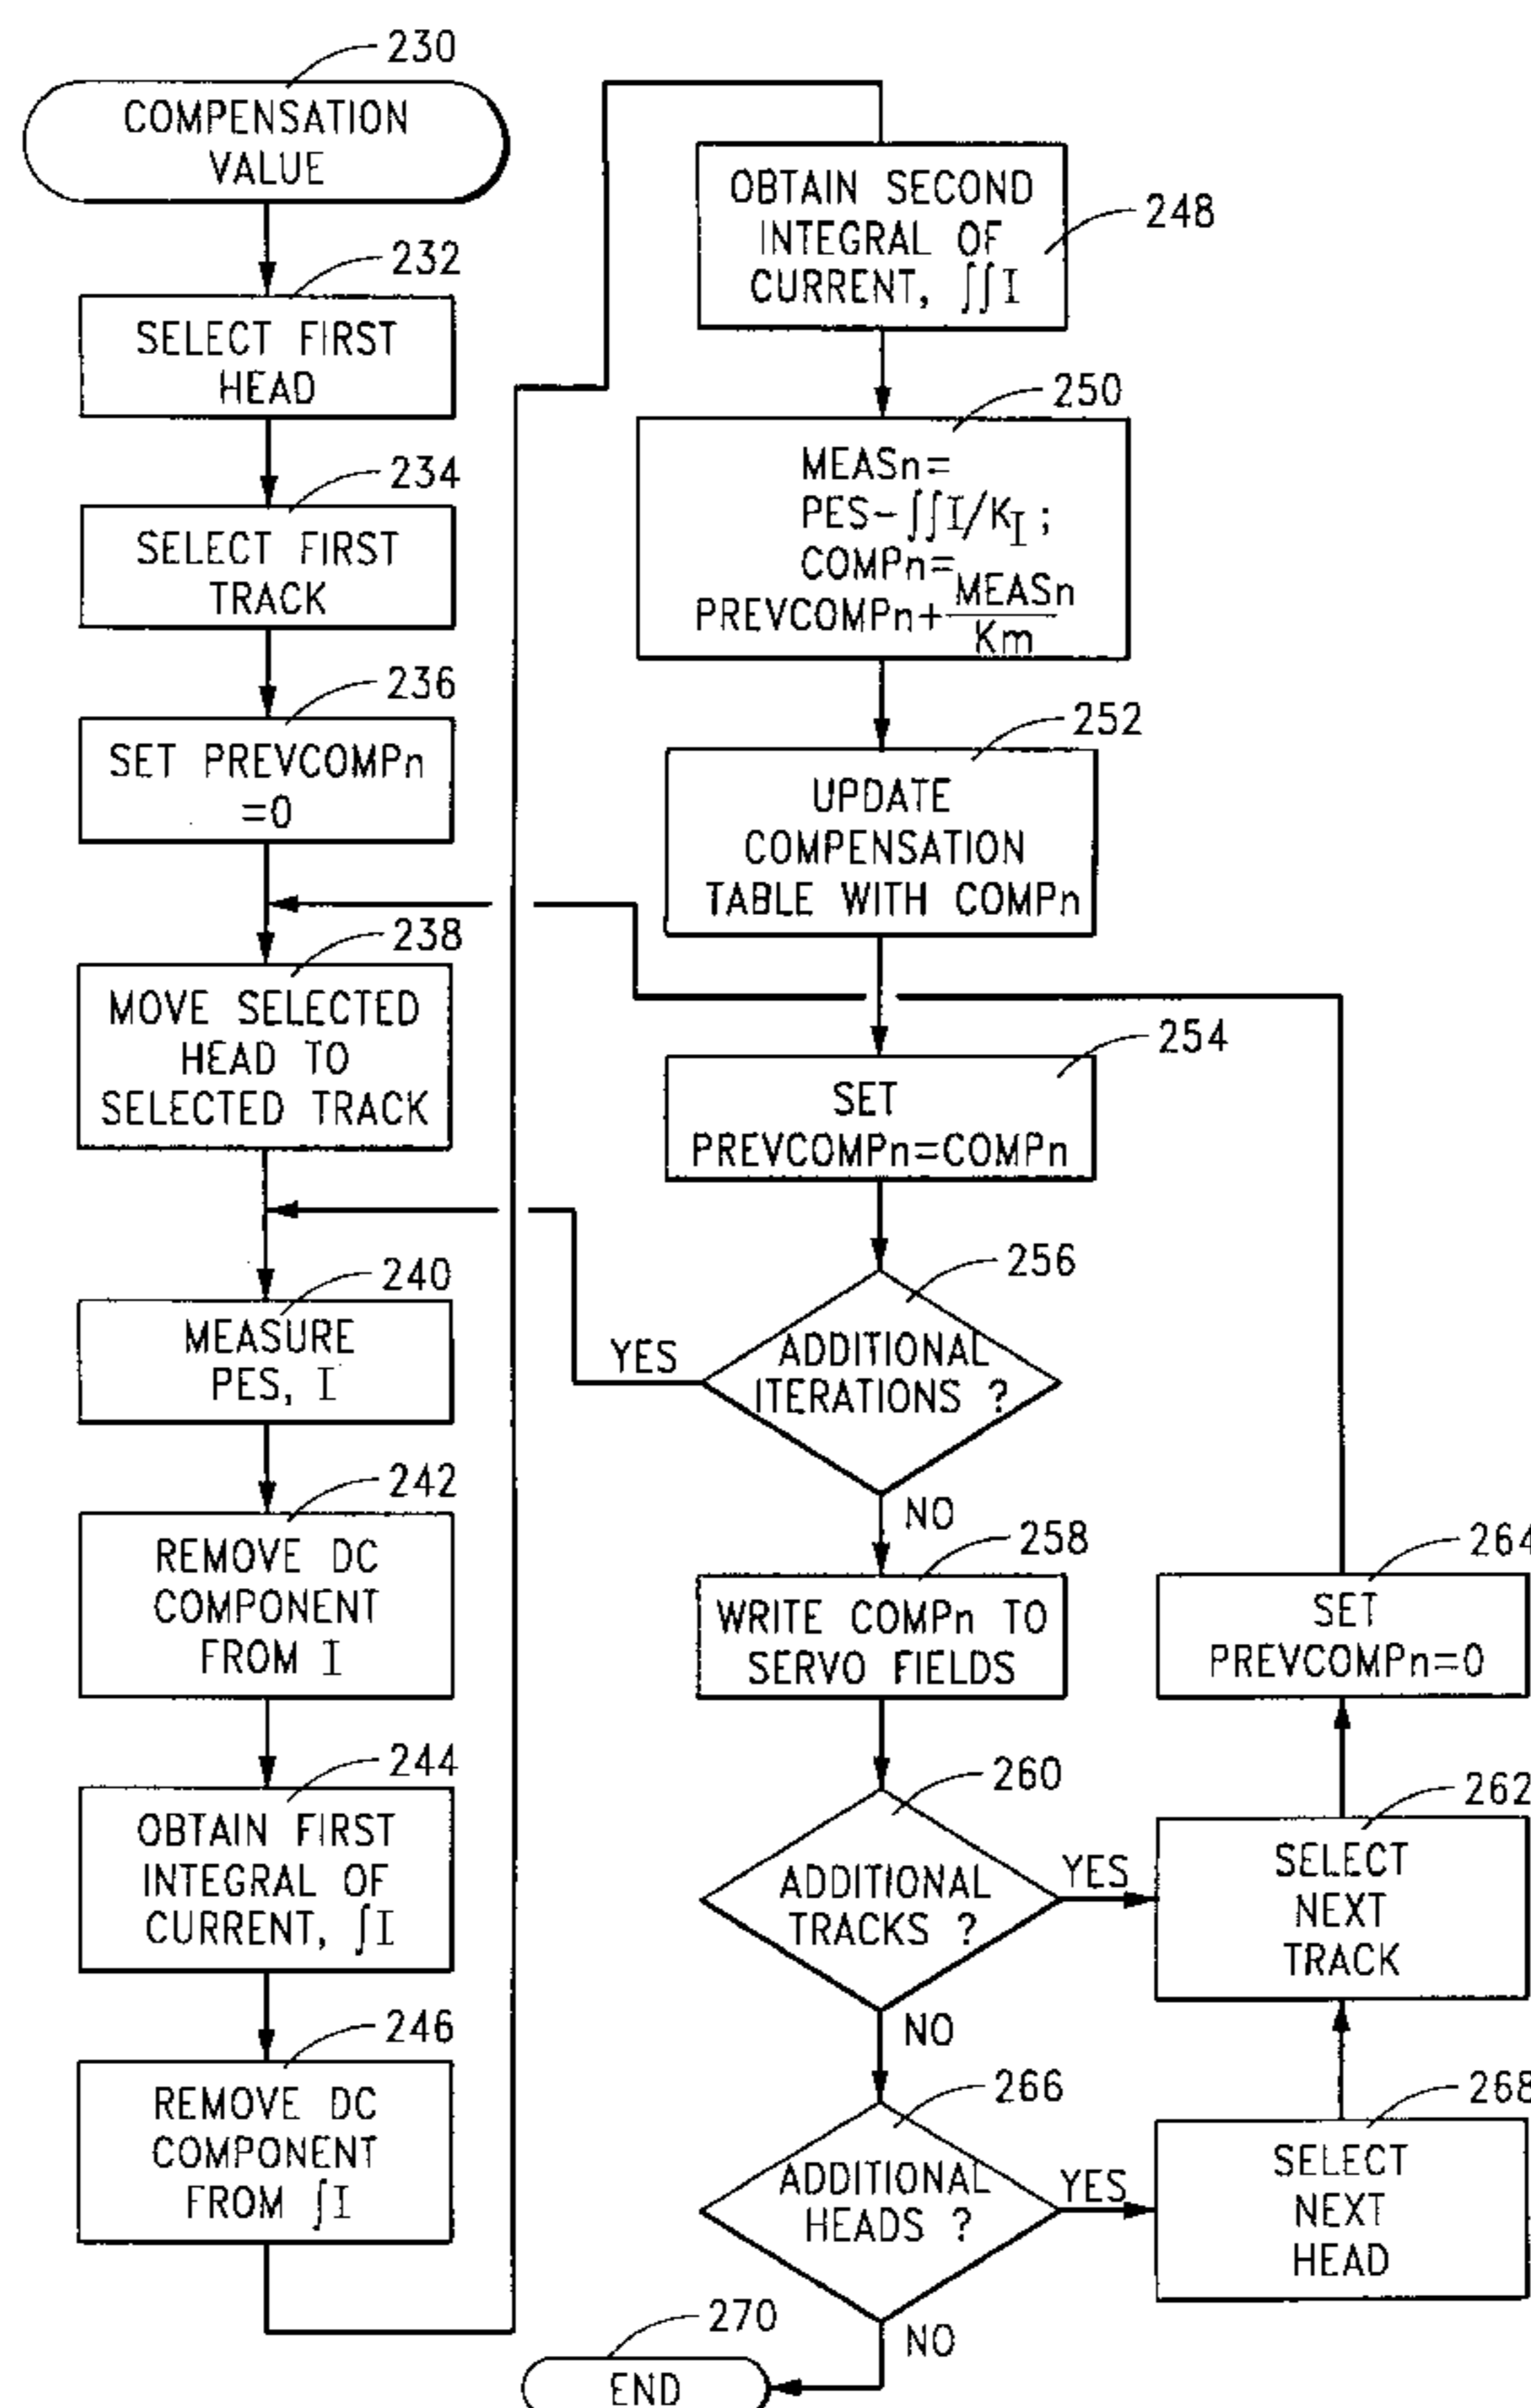 230
COMPENSATION
VALUE
232
SELECT FIRST
HEAD
234
SELECT FIRST
TRACK
236
SET PREVCOMPn
=0
238
MOVE SELECTED
HEAD TO
SELECTED TRACK
240
MEASURE
PES, I
242
REMOVE DC
COMPONENT
FROM I
244
OBTAIN FIRST
INTEGRAL OF
CURRENT, ∫I
246
REMOVE DC
COMPONENT
FROM ∫I
OBTAIN SECOND
INTEGRAL OF
CURRENT, ∫∫I
248
250
MEASn=
PES-∫∫I/KI;
COMPn=
PREVCOMPn+MEASn
Km
252
UPDATE
COMPENSATION
TABLE WITH COMPn
254
SET
PREVCOMPn=COMPn
256
ADDITIONAL
ITERATIONS ?
YES
NO
258
WRITE COMPn TO
SERVO FIELDS
260
ADDITIONAL
TRACKS ?
YES
NO
262
SELECT
NEXT
TRACK
264
SET
PREVCOMPn=0
266
ADDITIONAL
HEADS ?
YES
NO
268
SELECT
NEXT
HEAD
270
END